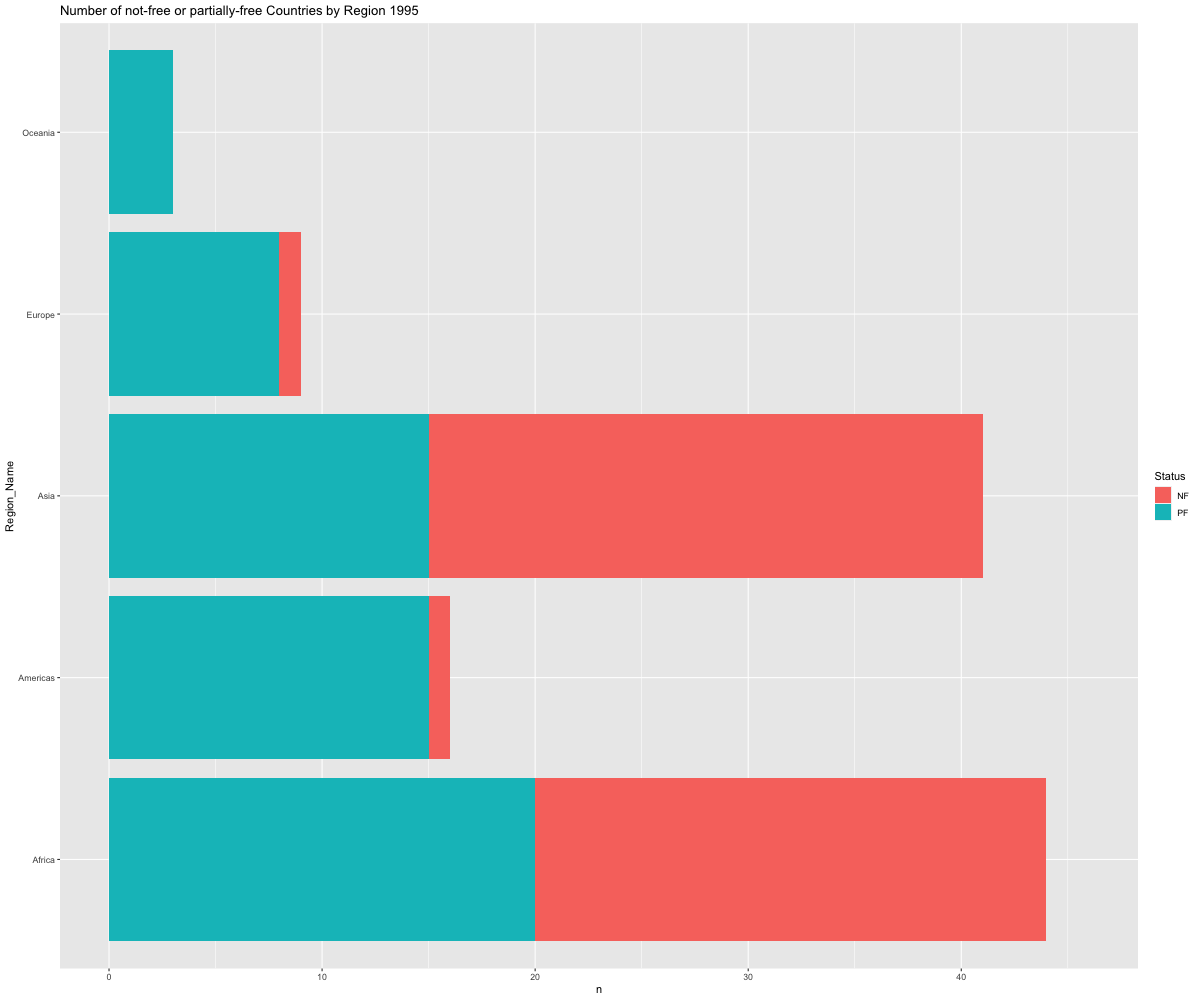 Number of not-free or partially-free Countries by Region 1995
Region_Name
Oceania
Europe
Asia
Americas
Africa
0 10 20 30 40
n
Status
NF
PF